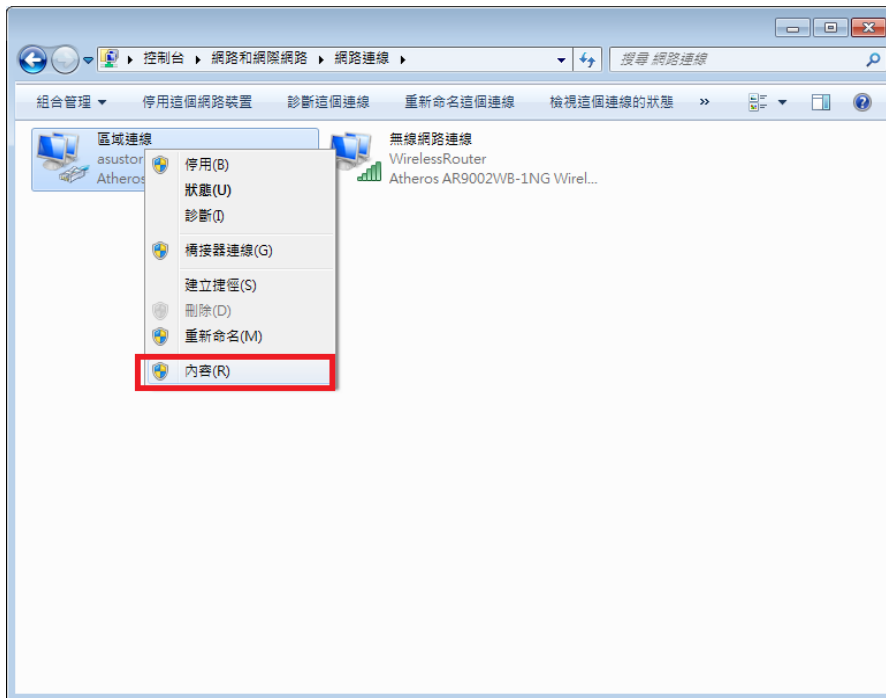 控制台 網路和網際網路 網路連線
搜尋 網路連線
組合管理 停用這個網路裝置 診斷這個連線 重新命名這個連線 檢視這個連線的狀態 »
區域連線
asustor
Atheros
無線網路連線
WirelessRouter
Atheros AR9002WB-1NG Wirel...
停用(B)
狀態(U)
診斷(I)
橋接器連線(G)
建立捷徑(S)
刪除(D)
重新命名(M)
內容(R)